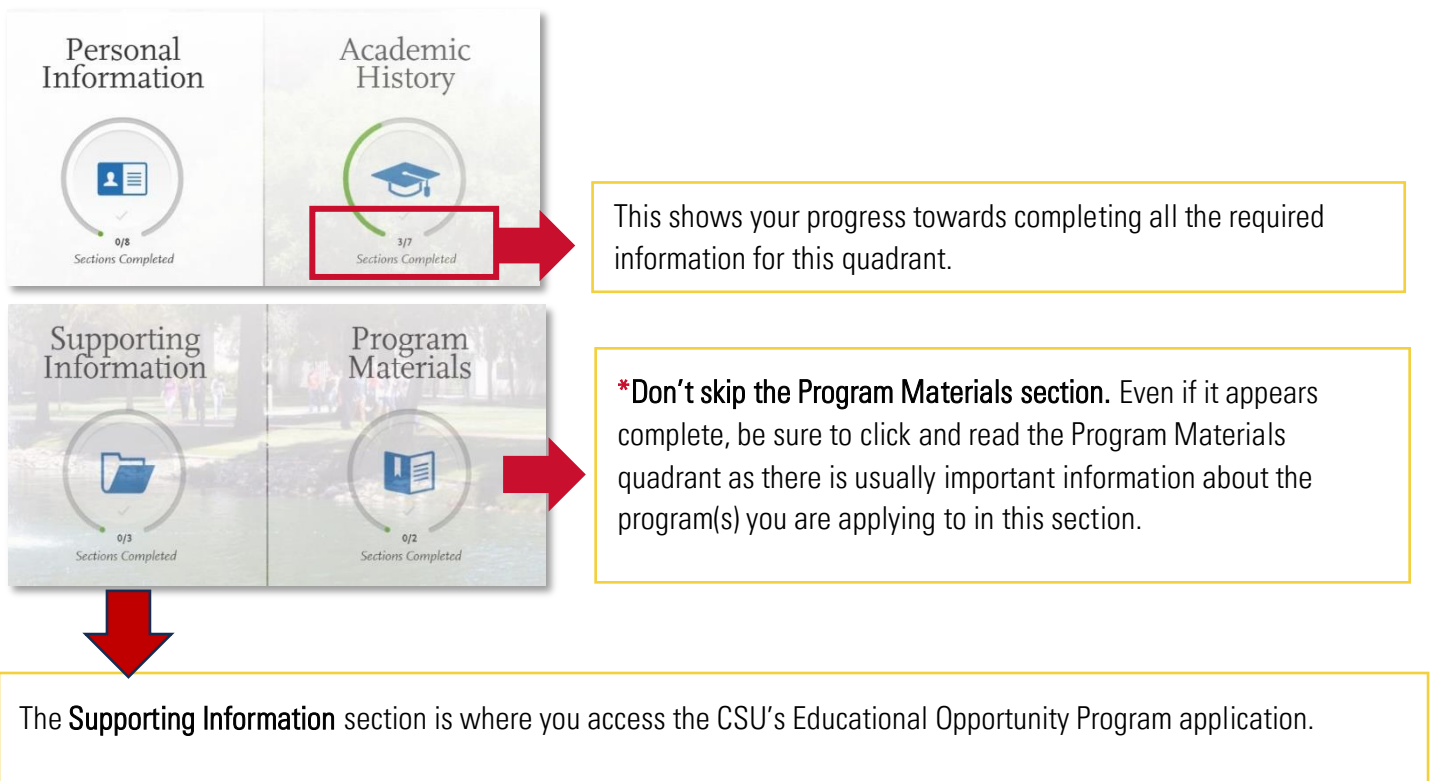 Personal
Information
Academic
History
0/8
Sections Completed
3/7
Sections Completed
This shows your progress towards completing all the required
information for this quadrant.
Supporting
Information
Program
Materials
0/3
Sections Completed
0/2
Sections Completed
*Don’t skip the Program Materials section. Even if it appears
complete, be sure to click and read the Program Materials
quadrant as there is usually important information about the
program(s) you are applying to in this section.
The Supporting Information section is where you access the CSU’s Educational Opportunity Program application.